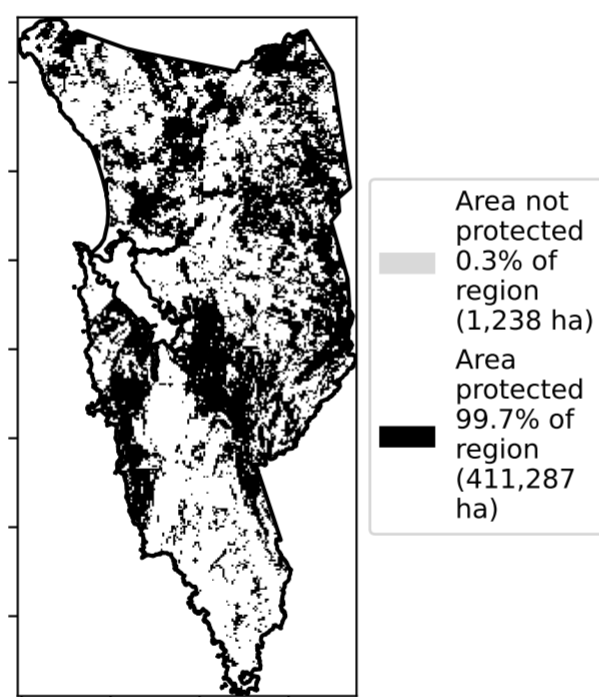 Area not
protected
0.3% of
region
(1,238 ha)
Area
protected
99.7% of
region
(411,287
ha)